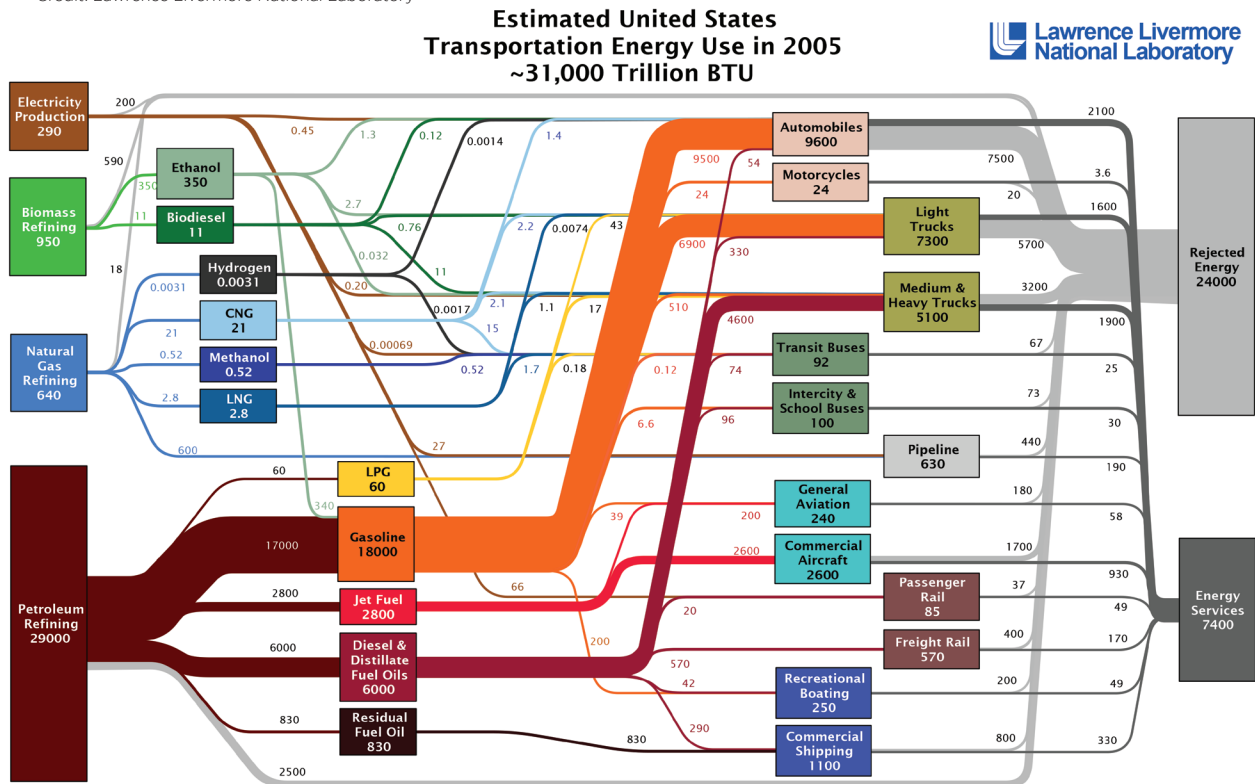 Credit: Lawrence Livermore National Laboratory
Estimated United States
Transportation Energy Use in 2005
~31,000 Trillion BTU
Lawrence Livermore
National Laboratory
Electricity
Production
290
200
590
Biomass
Refining
950
350
11
18
Natural
Gas
Refining
640
0.0031
21
0.52
2.8
600
Petroleum
Refining
29000
60
17000
2800
6000
830
2500
Ethanol
350
Biodiesel
11
Hydrogen
0.0031
CNG
21
Methanol
0.52
LNG
2.8
LPG
60
340
Gasoline
18000
Jet Fuel
2800
Diesel &
Distillate
Fuel Oils
6000
Residual
Fuel Oil
830
0.45
1.3
0.12
0.0014
1.4
2.7
0.76
2.2
0.0074
43
0.032
11
0.20
2.1
1.1
17
0.0017
15
0.00069
0.52
1.7
0.18
27
66
9500
54
24
6900
330
510
4600
0.12
74
6.6
96
39
200
2600
20
200
570
42
290
830
Automobiles
9600
Motorcycles
24
Light
Trucks
7300
Medium &
Heavy Trucks
5100
Transit Buses
92
Intercity &
School Buses
100
Pipeline
630
General
Aviation
240
Commercial
Aircraft
2600
Passenger
Rail
85
Freight Rail
570
Recreational
Boating
250
Commercial
Shipping
1100
2100
7500
3.6
20
1600
5700
3200
1900
67
25
73
30
440
190
180
58
1700
930
37
49
400
170
200
49
800
330
Rejected
Energy
24000
Energy
Services
7400